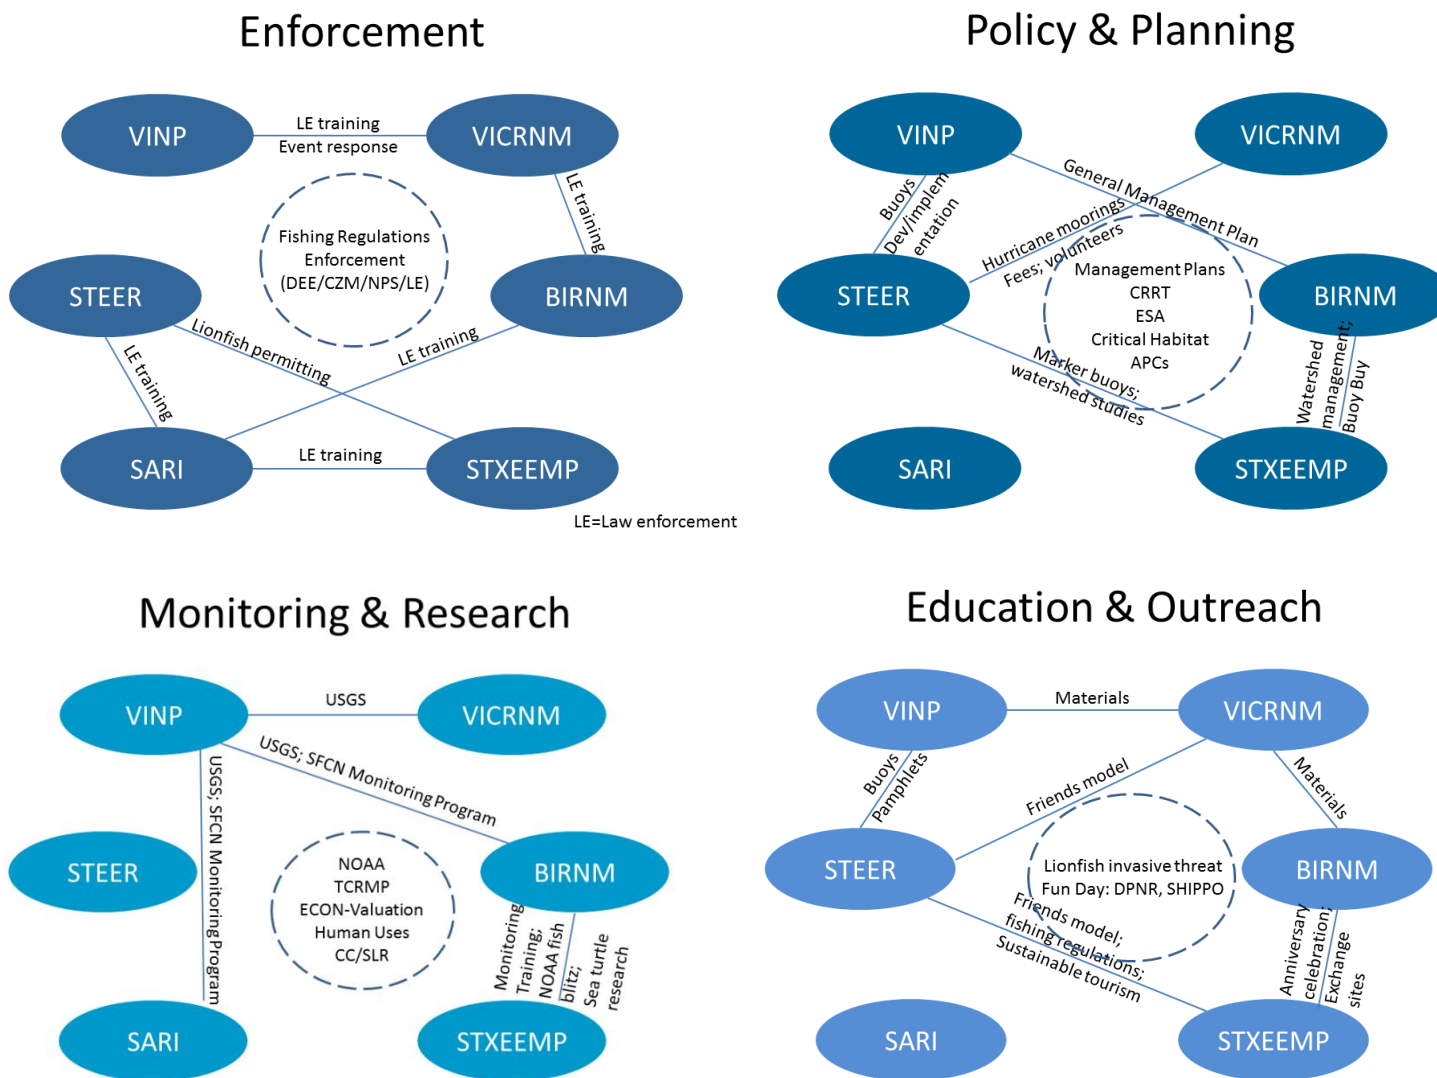 Enforcement
VINP
LE training
Event response
VICRNM
LE training
Fishing Regulations
Enforcement
(DEE/CZM/NPS/LE)
STEER
BIRNM
Lionfish permitting
LE training
LE training
SARI
LE training
STXEEMP
LE=Law enforcement
Policy & Planning
VINP
VICRNM
General Management Plan
Buoys
Dev/implem
entation
Hurricane moorings
Fees; volunteers
STEER
Management Plans
CRRT
ESA
Critical Habitat
APCs
BIRNM
Marker buoys;
watershed studies
Watershed
management;
Buoy Buy
SARI
STXEEMP
Monitoring & Research
VINP
USGS
VICRNM
USGS; SFCN Monitoring Program
USGS; SFCN Monitoring Program
STEER
NOAA
TCRMP
ECON-Valuation
Human Uses
CC/SLR
BIRNM
Monitoring
Training;
NOAA fish
blitz;
Sea turtle
research
SARI
STXEEMP
Education & Outreach
VINP
Materials
VICRNM
Buoys
Pamphlets
Friends model
Materials
STEER
Lionfish invasive threat
Fun Day: DPNR, SHIPPO
BIRNM
Friends model;
fishing regulations;
Sustainable tourism
Anniversary
celebration;
Exchange
sites
SARI
STXEEMP